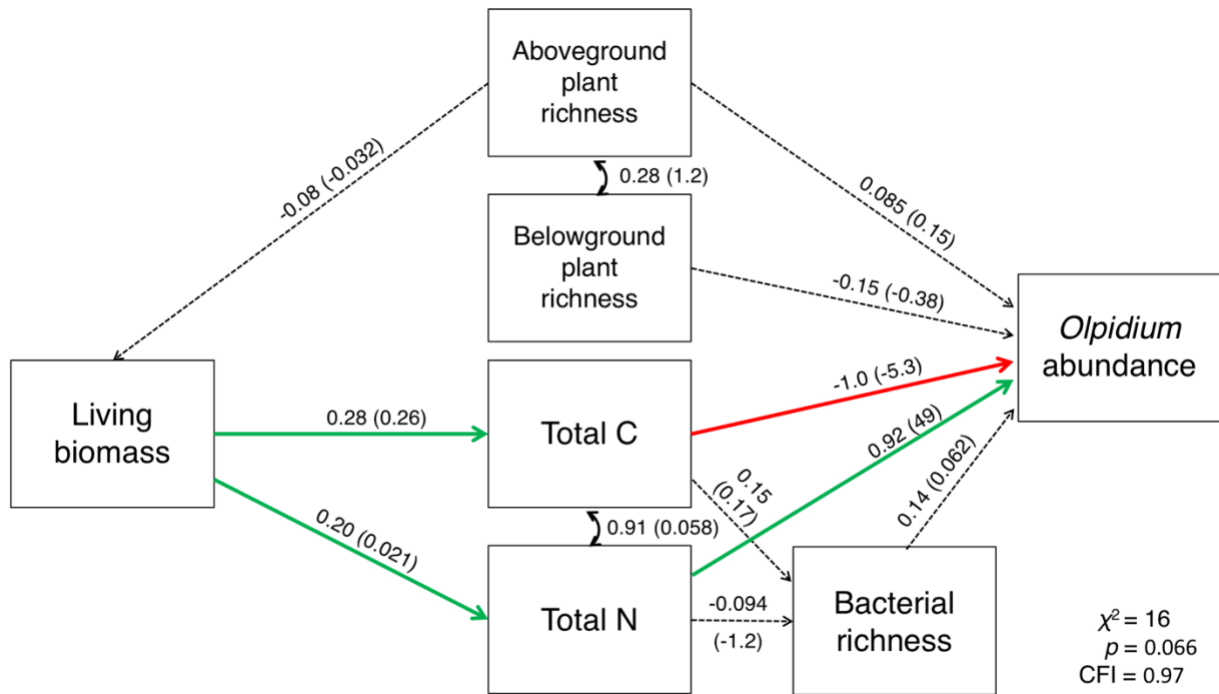 Aboveground
plant
richness
-0.08 (-0.032)
0.28 (1.2)
0.085 (0.15)
Belowground
plant
richness
-0.15 (-0.38)
Olpidium
abundance
Living
biomass
0.28 (0.26)
Total C
-1.0 (-5.3)
0.92 (49)
0.15
(0.17)
0.14 (0.062)
0.20 (0.021)
0.91 (0.058)
Total N
-0.094
(-1.2)
Bacterial
richness
χ² = 16
p = 0.066
CFI = 0.97